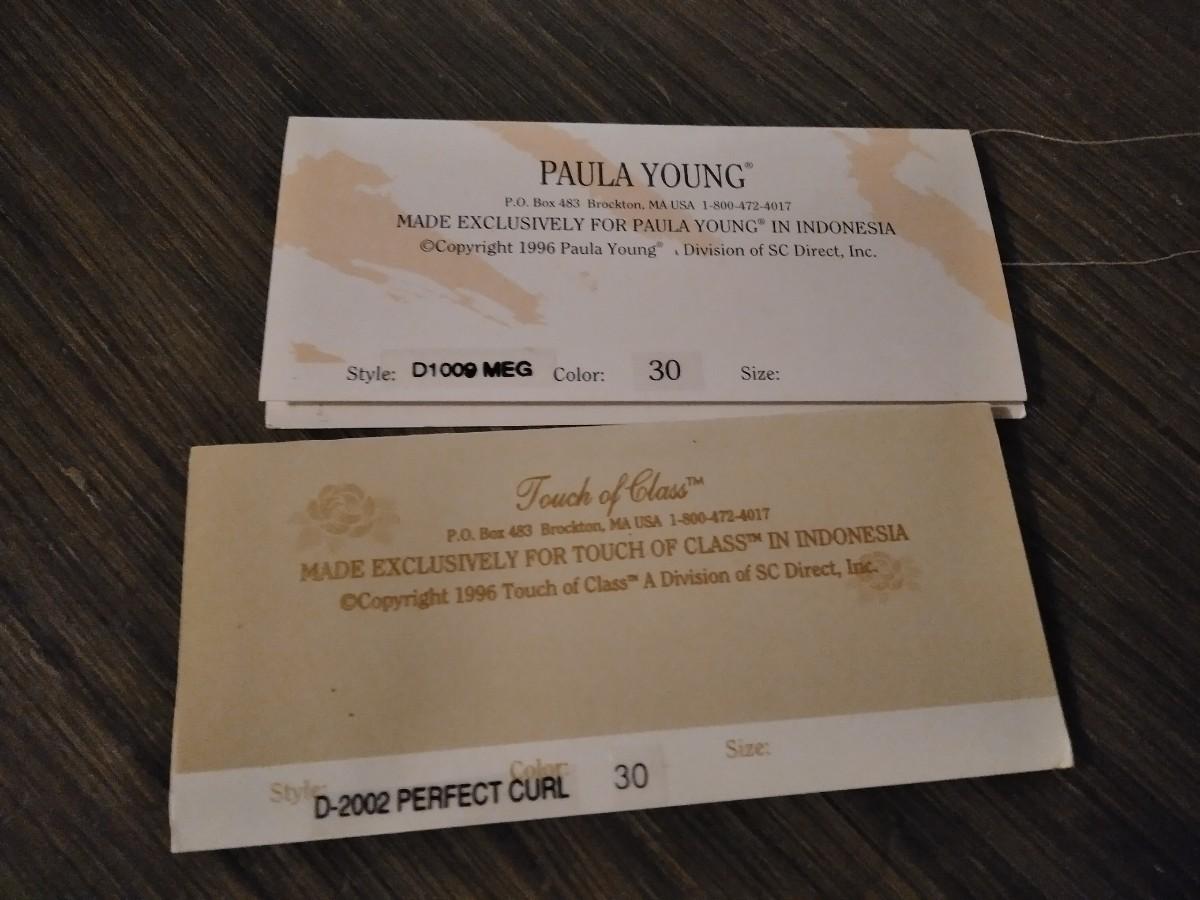 PAULA YOUNG®
P.O. Box 483 Brockton, MA USA 1-800-472-4017
MADE EXCLUSIVELY FOR PAULA YOUNG® IN INDONESIA
©Copyright 1996 Paula Young® Division of SC Direct, Inc.
Style: D1009 MEG Color: 30 Size:
Touch of Class™
P.O. Box 483 Brockton, MA USA 1-800-472-4017
MADE EXCLUSIVELY FOR TOUCH OF CLASS™ IN INDONESIA
©Copyright 1996 Touch of Class™ A Division of SC Direct, Inc.
Style: Color: Size:
D-2002 PERFECT CURL 30